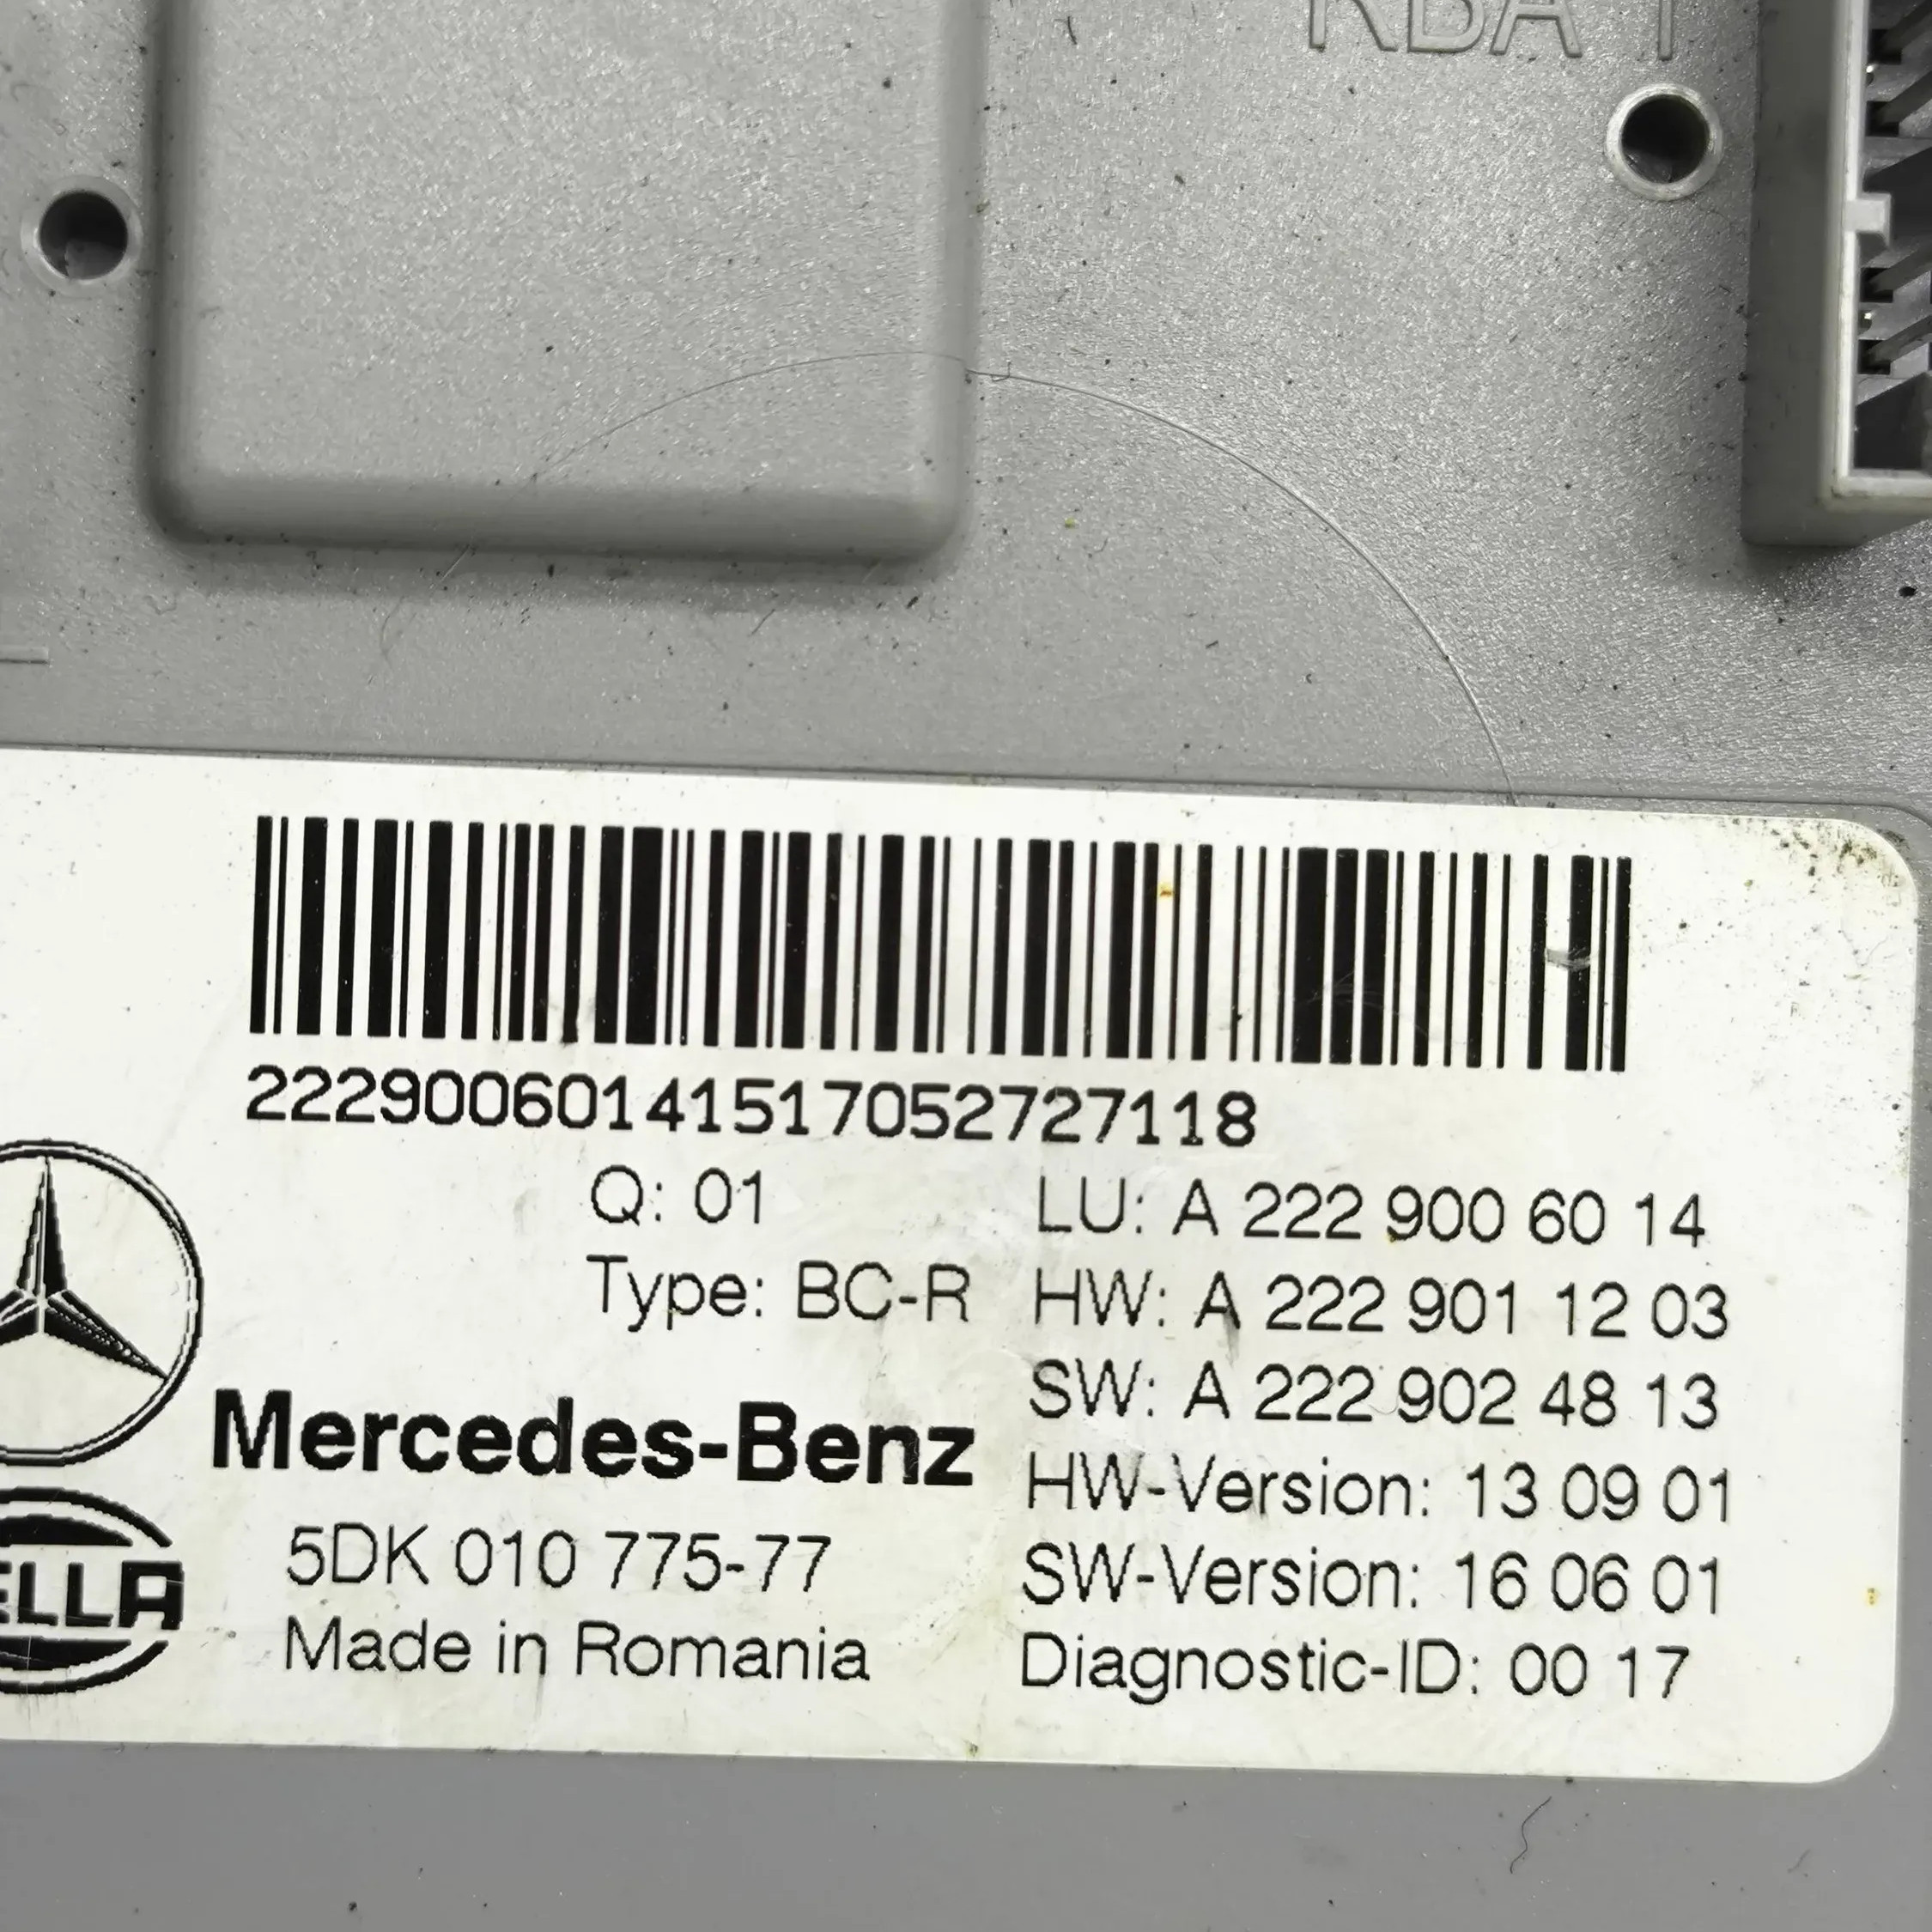 22290060141517052727118
Q: 01
LU: A 222 900 60 14
Type: BC-R
HW: A 222 901 12 03
SW: A 222 902 48 13
Mercedes-Benz
HW-Version: 13 09 01
5DK 010 775-77
SW-Version: 16 06 01
ELLA
Made in Romania
Diagnostic-ID: 00 17